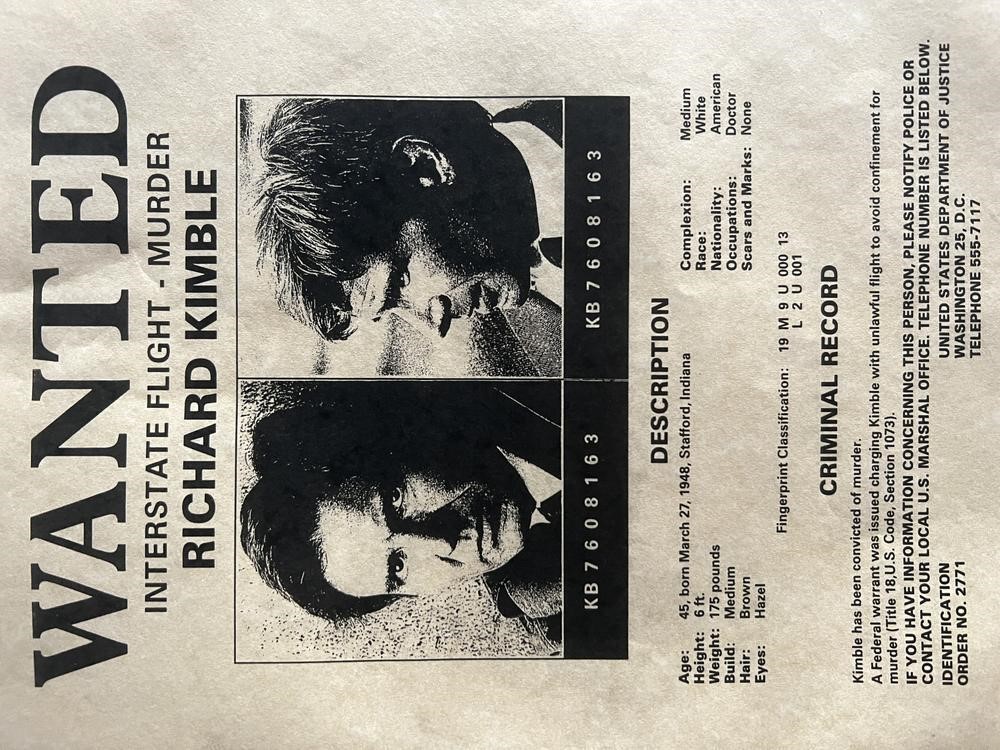 WANTED
INTERSTATE FLIGHT - MURDER
RICHARD KIMBLE
KB 7 6 0 8 1 6 3 KB 7 6 0 8 1 6 3
DESCRIPTION
Age: 45, born March 27, 1948, Stafford, Indiana
Height: 6 ft.
Weight: 175 pounds
Build: Medium
Hair: Brown
Eyes: Hazel
Complexion: Medium
Race: White
Nationality: American
Occupations: Doctor
Scars and Marks: None
Fingerprint Classification: 19 M 9 U 000 13
L 2 U 001
CRIMINAL RECORD
Kimble has been convicted of murder.
A Federal warrant was issued charging Kimble with unlawful flight to avoid confinement for
murder (Title 18,U.S. Code, Section 1073).
IF YOU HAVE INFORMATION CONCERNING THIS PERSON, PLEASE NOTIFY POLICE OR
CONTACT YOUR LOCAL U.S. MARSHAL OFFICE. TELEPHONE NUMBER IS LISTED BELOW.
IDENTIFICATION
ORDER NO. 2771
UNITED STATES DEPARTMENT OF JUSTICE
WASHINGTON 25, D.C.
TELEPHONE 555-7117